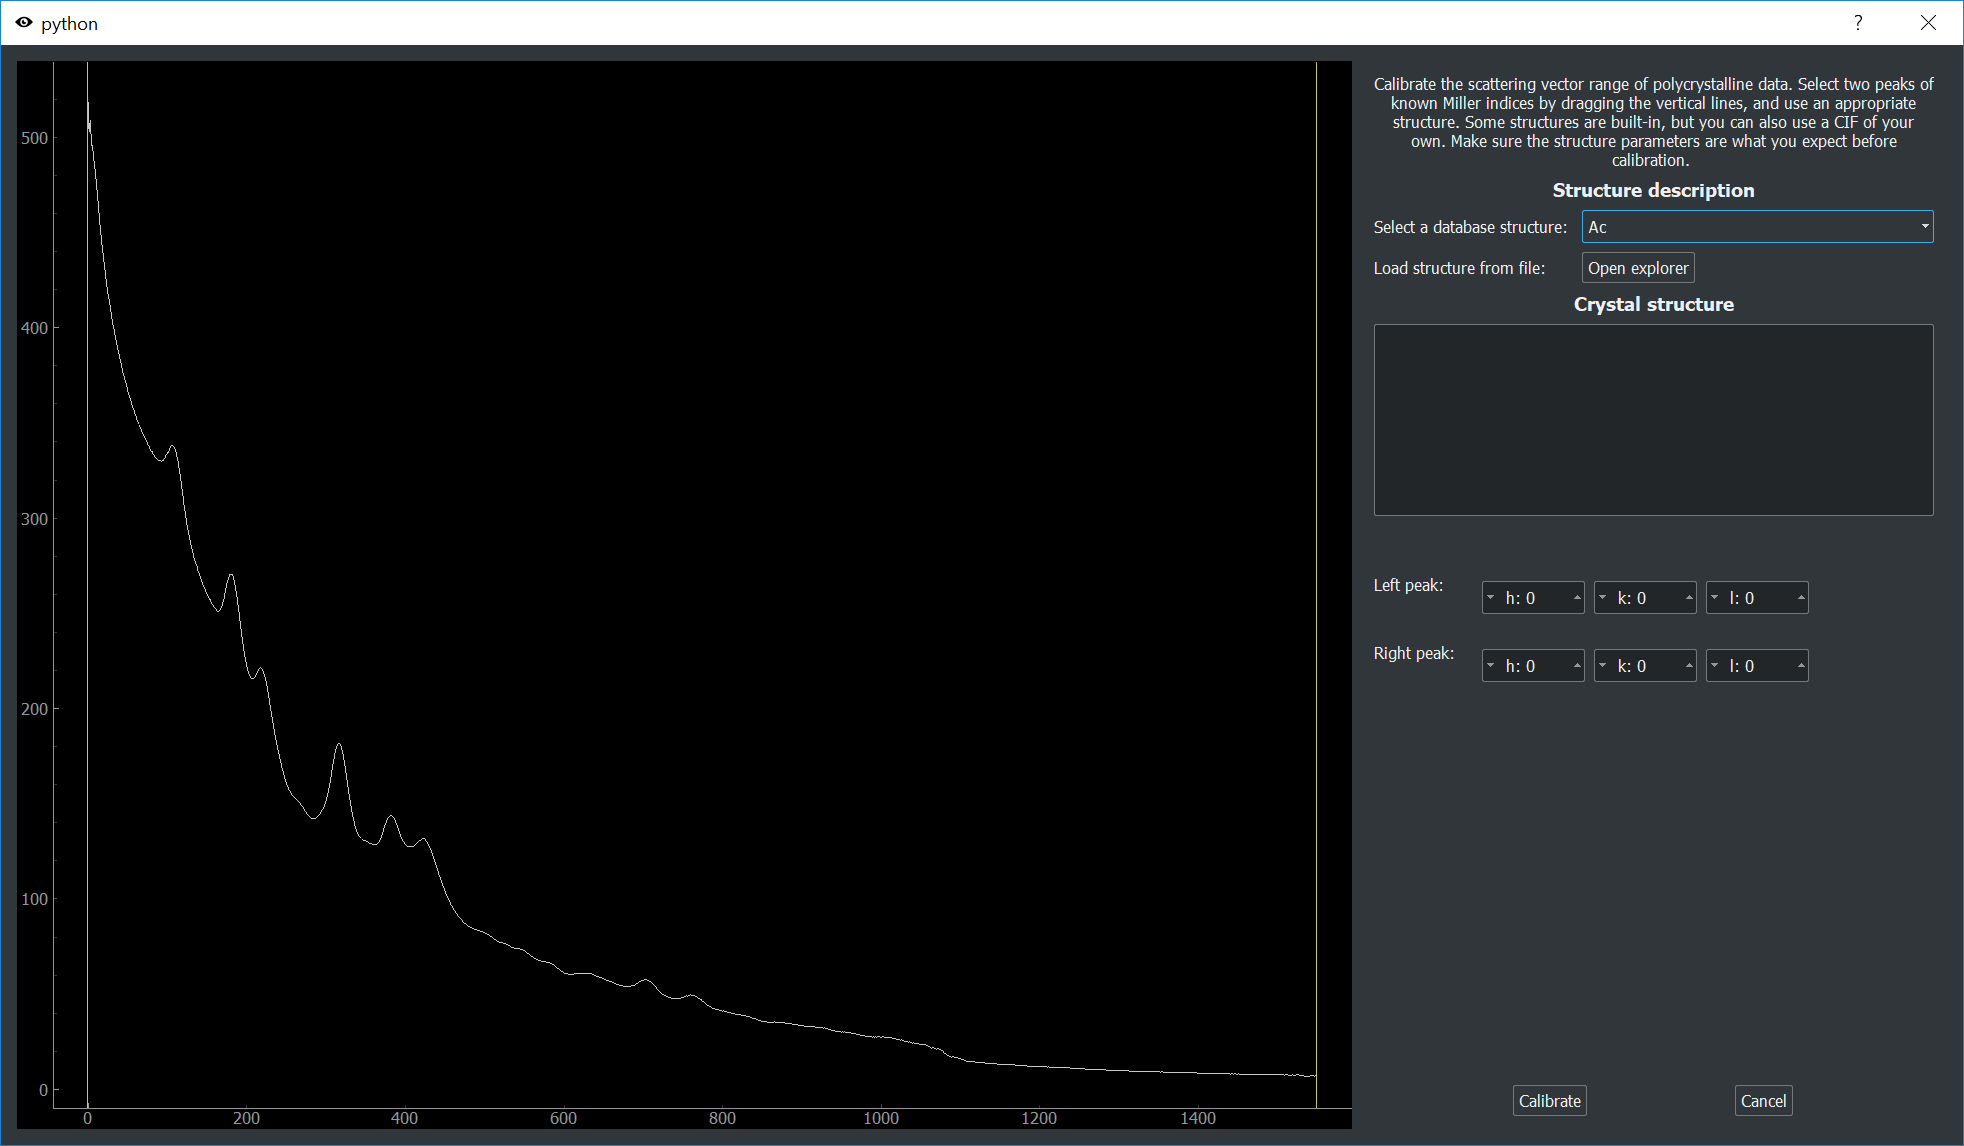 python
?
500
400
300
200
100
0
0 200 400 600 800 1000 1200 1400
Calibrate the scattering vector range of polycrystalline data. Select two peaks of
known Miller indices by dragging the vertical lines, and use an appropriate
structure. Some structures are built-in, but you can also use a CIF of your
own. Make sure the structure parameters are what you expect before
calibration.
Structure description
Select a database structure: Ac
Load structure from file: Open explorer
Crystal structure
Left peak: h: 0 k: 0 l: 0
Right peak: h: 0 k: 0 l: 0
Calibrate Cancel